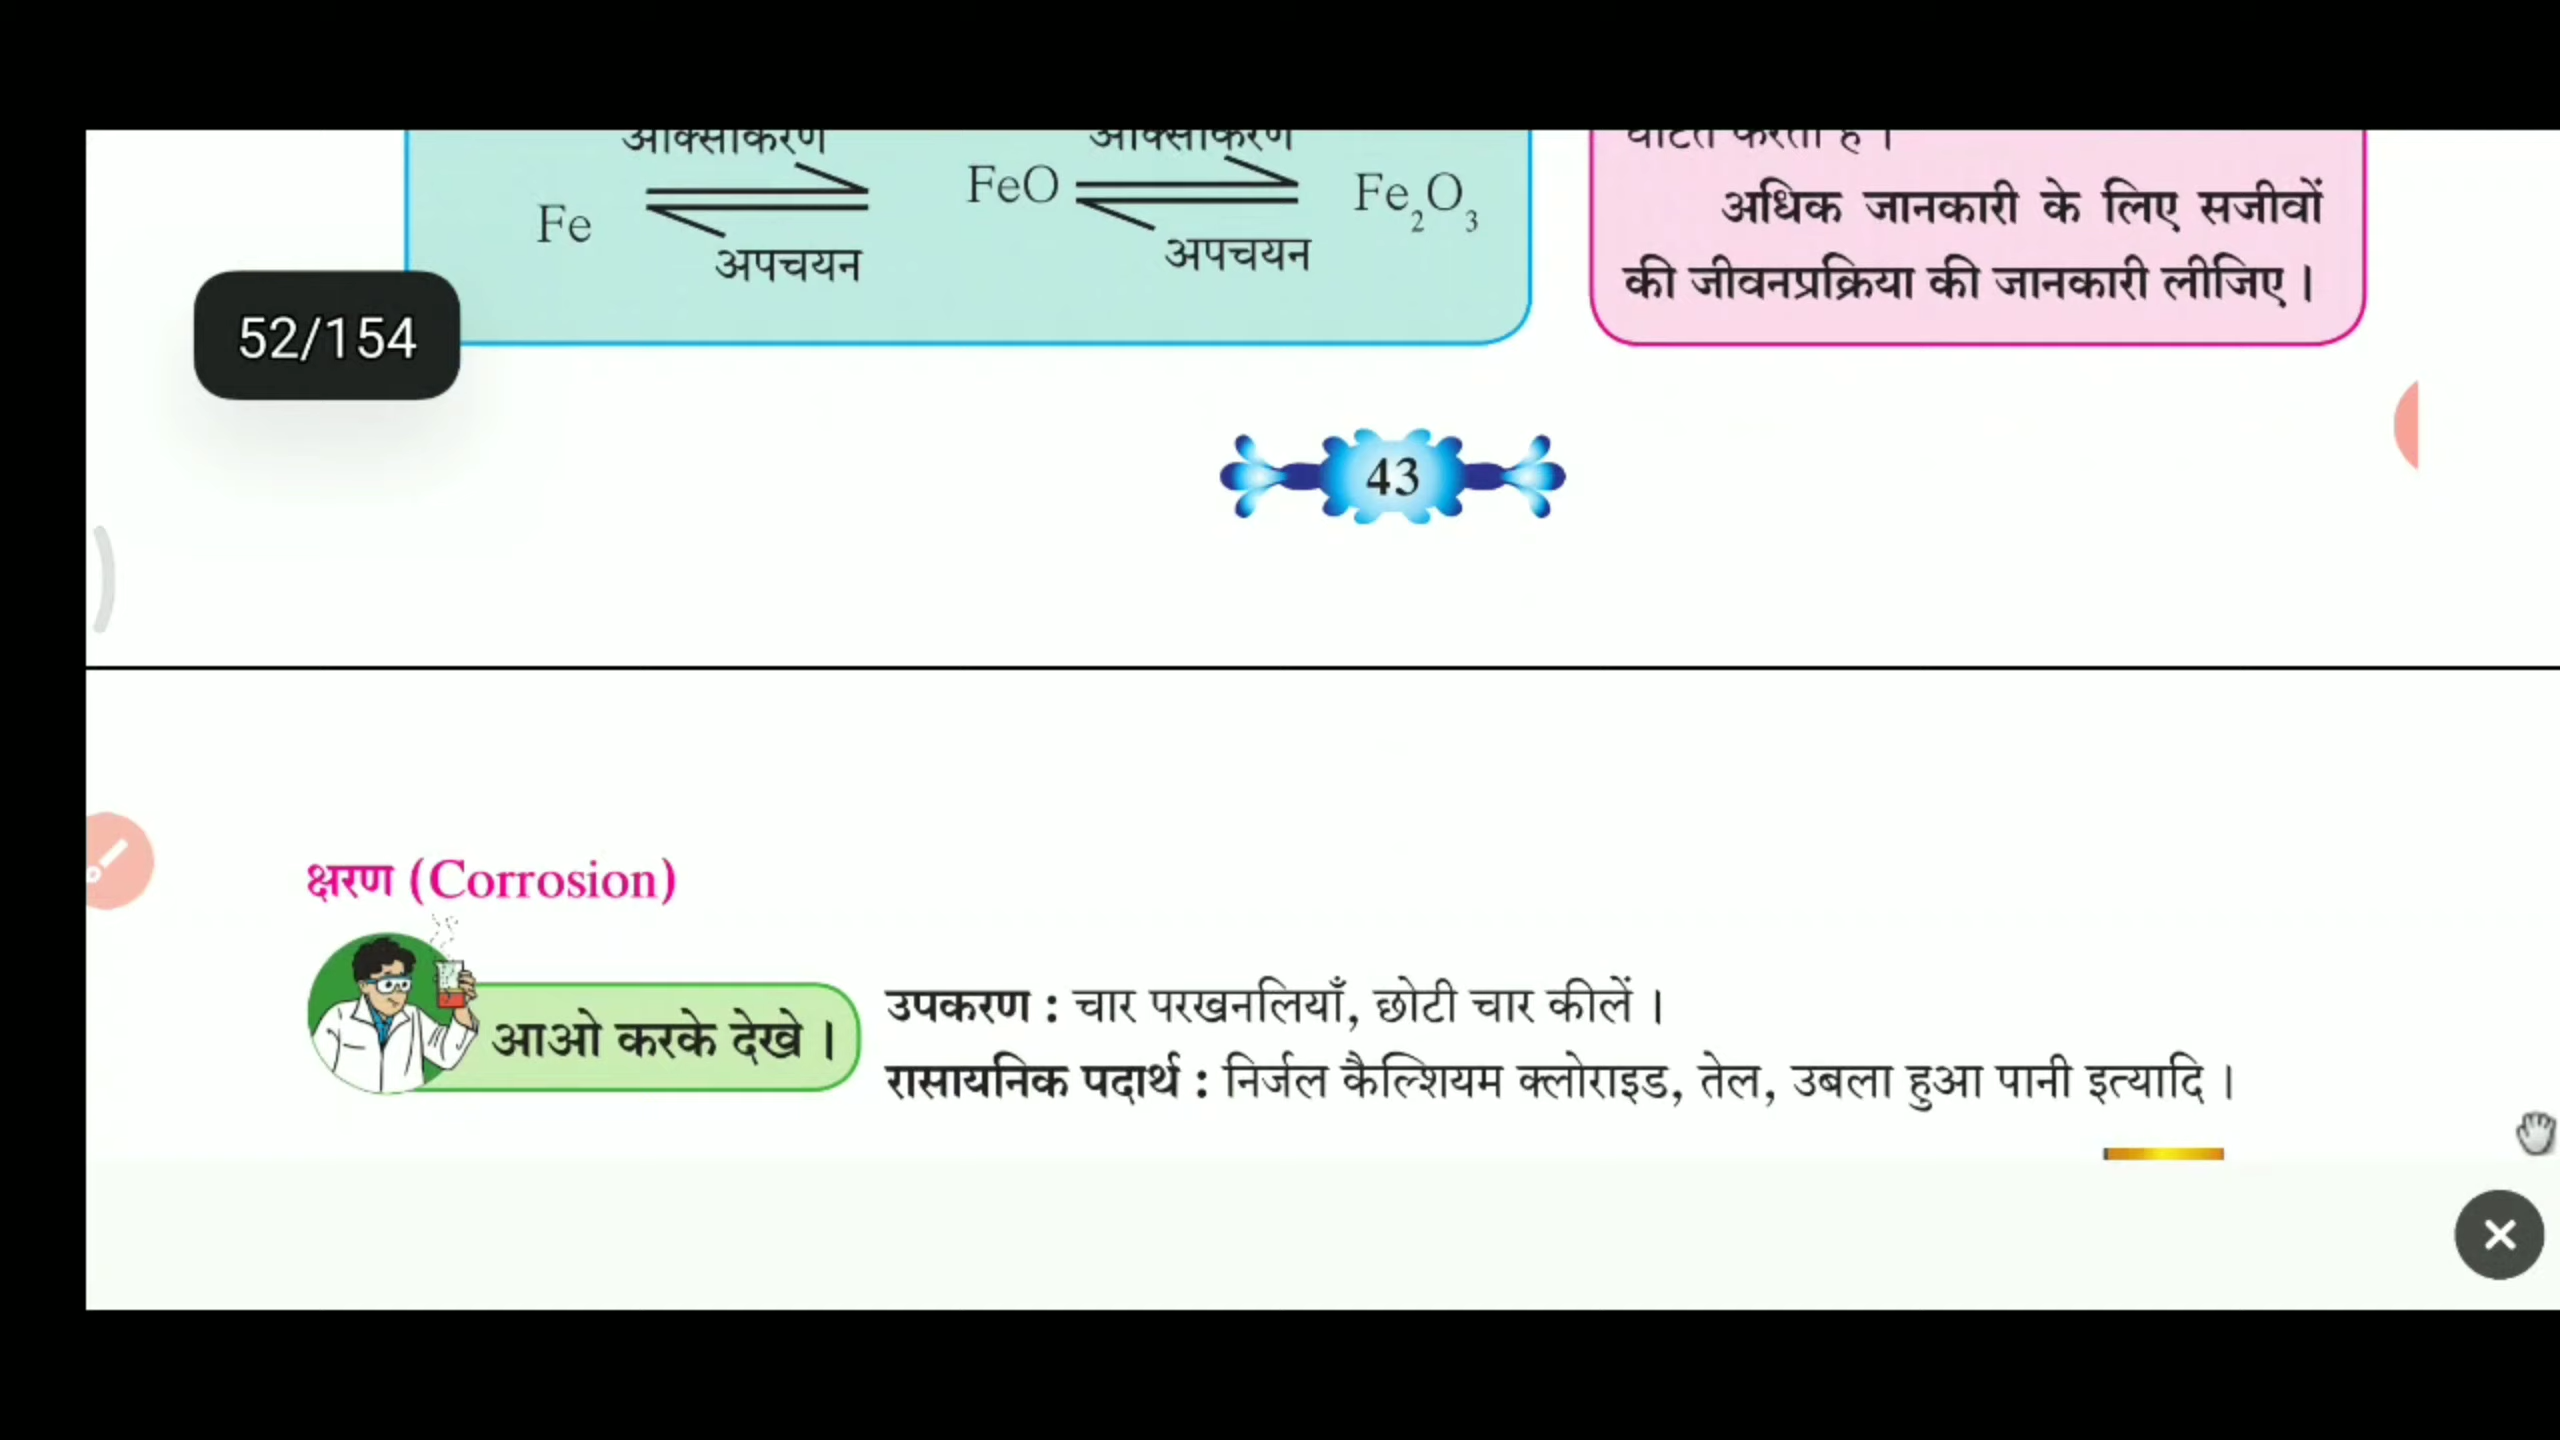 Fe
FeO
Fe₂O₃
अपचयन
अपचयन
अधिक जानकारी के लिए सजीवों
की जीवनप्रक्रिया की जानकारी लीजिए ।
52/154
43
क्षरण (Corrosion)
आओ करके देखे ।
उपकरण : चार परखनलियाँ, छोटी चार कीलें ।
रासायनिक पदार्थ : निर्जल कैल्शियम क्लोराइड, तेल, उबला हुआ पानी इत्यादि ।